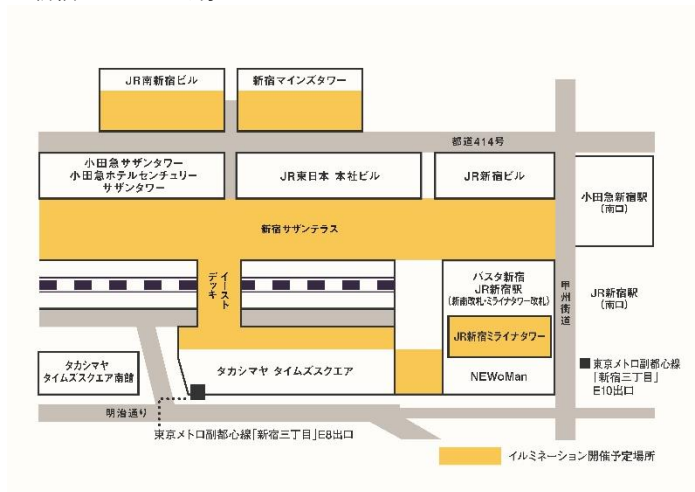 JR南新宿ビル
新宿マインズタワー
都道414号
小田急サザンタワー
小田急ホテルセンチュリー
サザンタワー
JR東日本 本社ビル
JR新宿ビル
小田急新宿駅
(南口)
新宿サザンテラス
イースト
デッキ
バスタ新宿
JR新宿駅
(新南改札・ミライナタワー改札)
甲州街道
JR新宿駅
(南口)
JR新宿ミライナタワー
タカシマヤ
タイムズスクエア南館
タカシマヤ タイムズスクエア
NEWoMan
東京メトロ副都心線
「新宿三丁目」
E10出口
明治通り
東京メトロ副都心線「新宿三丁目」E8出口
イルミネーション開催予定場所